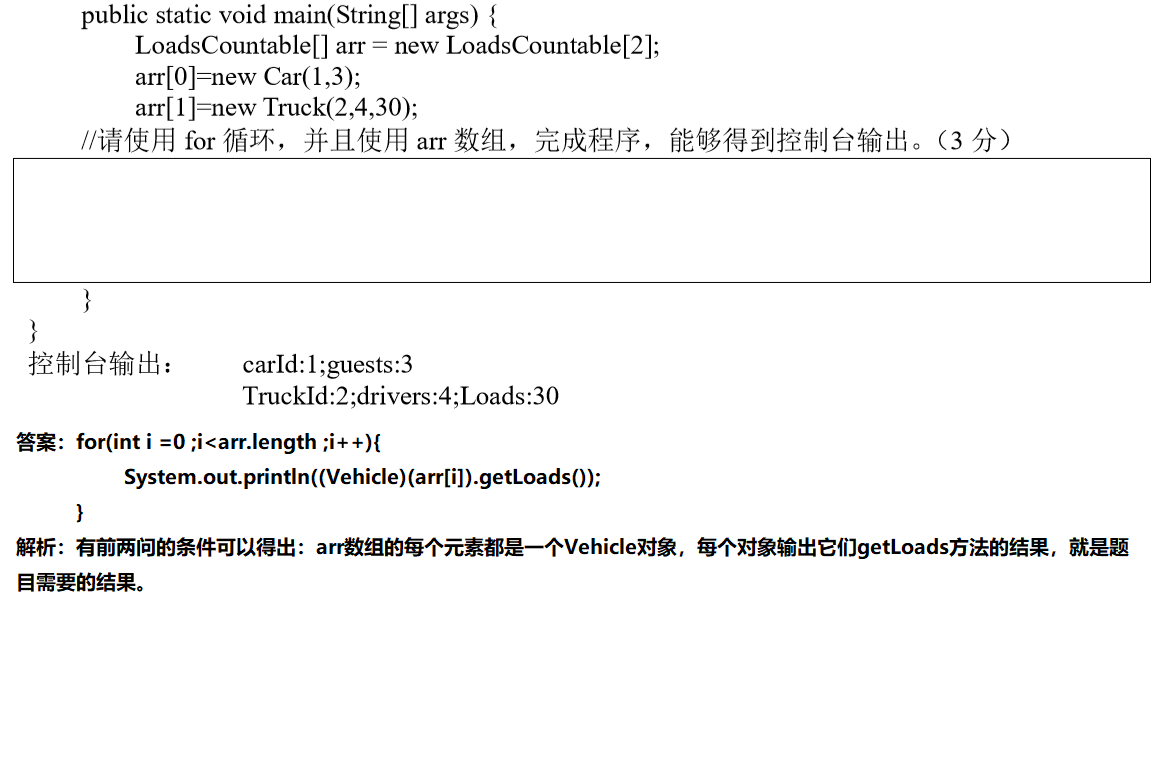 public static void main(String[] args) {
LoadsCountable[] arr = new LoadsCountable[2];
arr[0]=new Car(1,3);
arr[1]=new Truck(2,4,30);
//请使用 for 循环，并且使用 arr 数组，完成程序，能够得到控制台输出。（3 分）
}
}
控制台输出： carId:1;guests:3
TruckId:2;drivers:4;Loads:30
答案：for(int i =0 ;i<arr.length ;i++){
System.out.println((Vehicle)(arr[i]).getLoads());
}
解析：有前两问的条件可以得出：arr数组的每个元素都是一个Vehicle对象，每个对象输出它们getLoads方法的结果，就是题
目需要的结果。